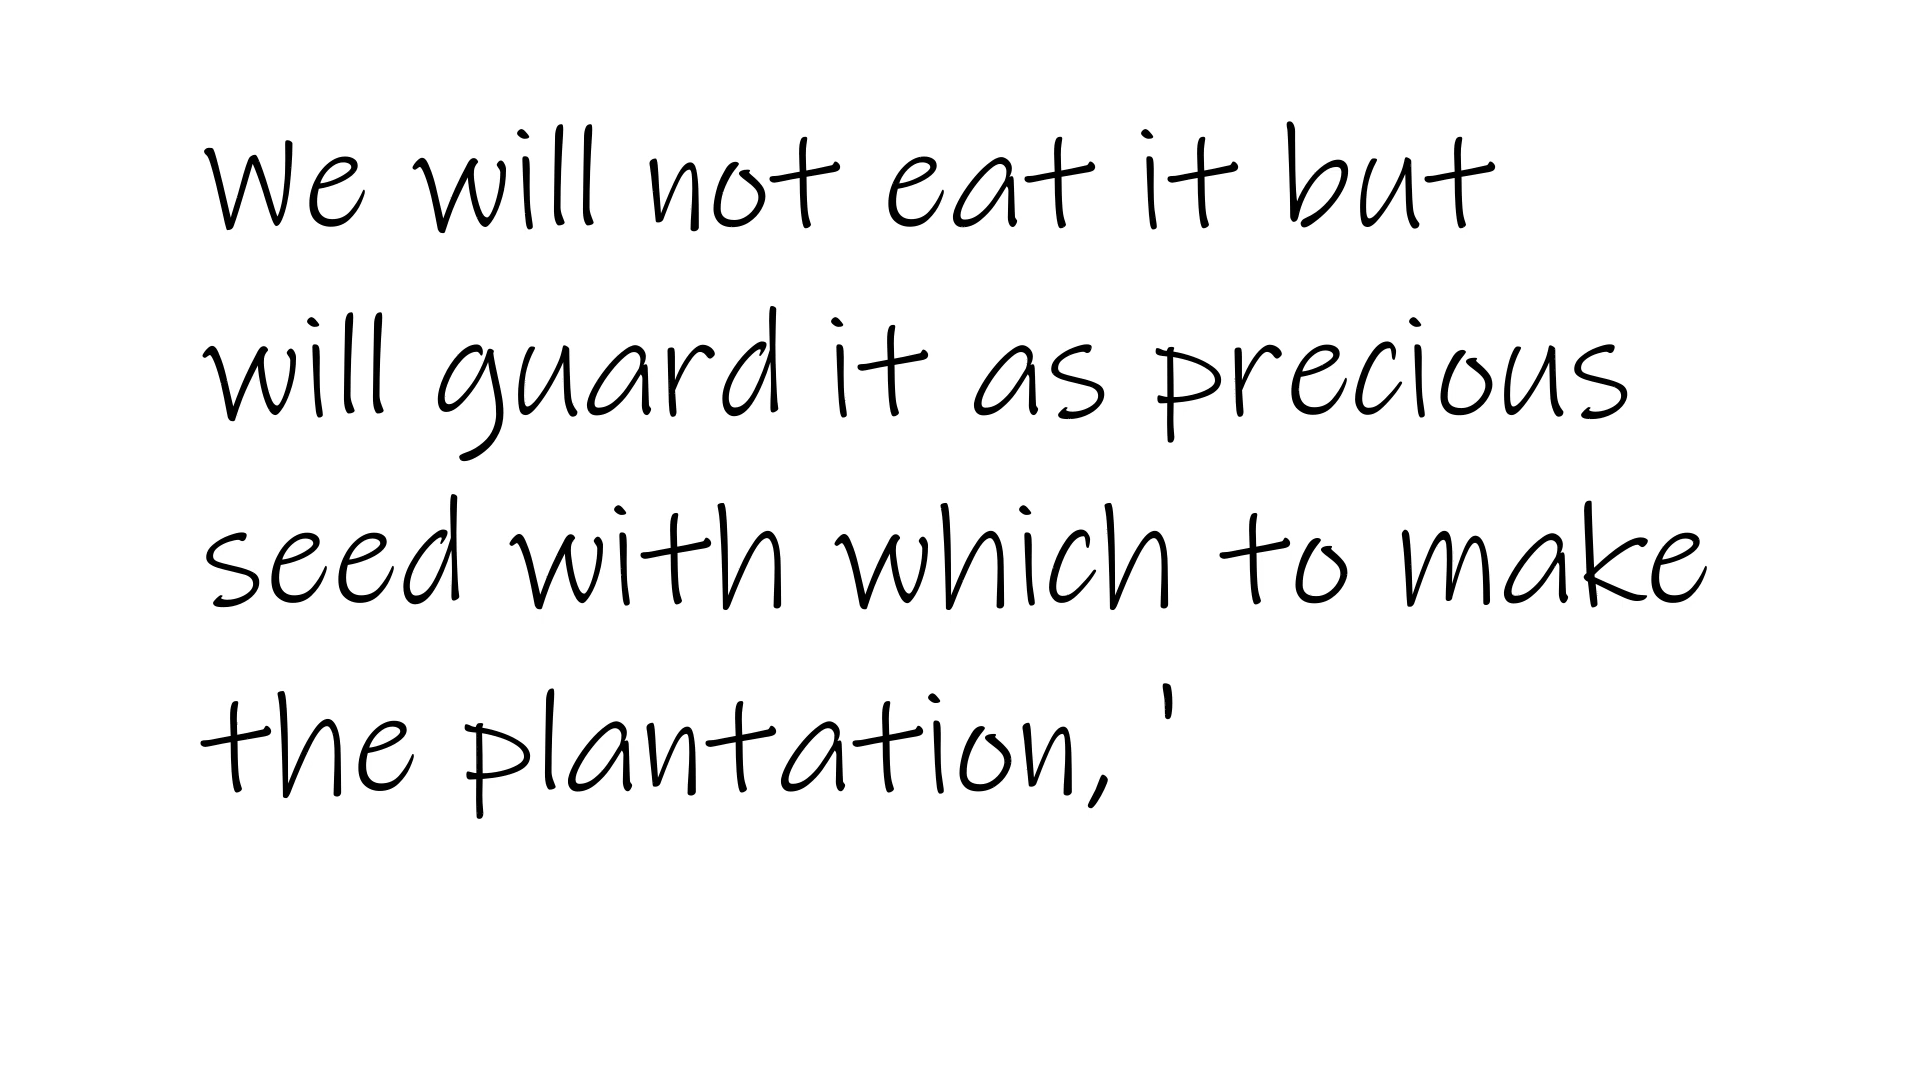 We will not eat it but
will guard it as precious
seed with which to make
the plantation, '